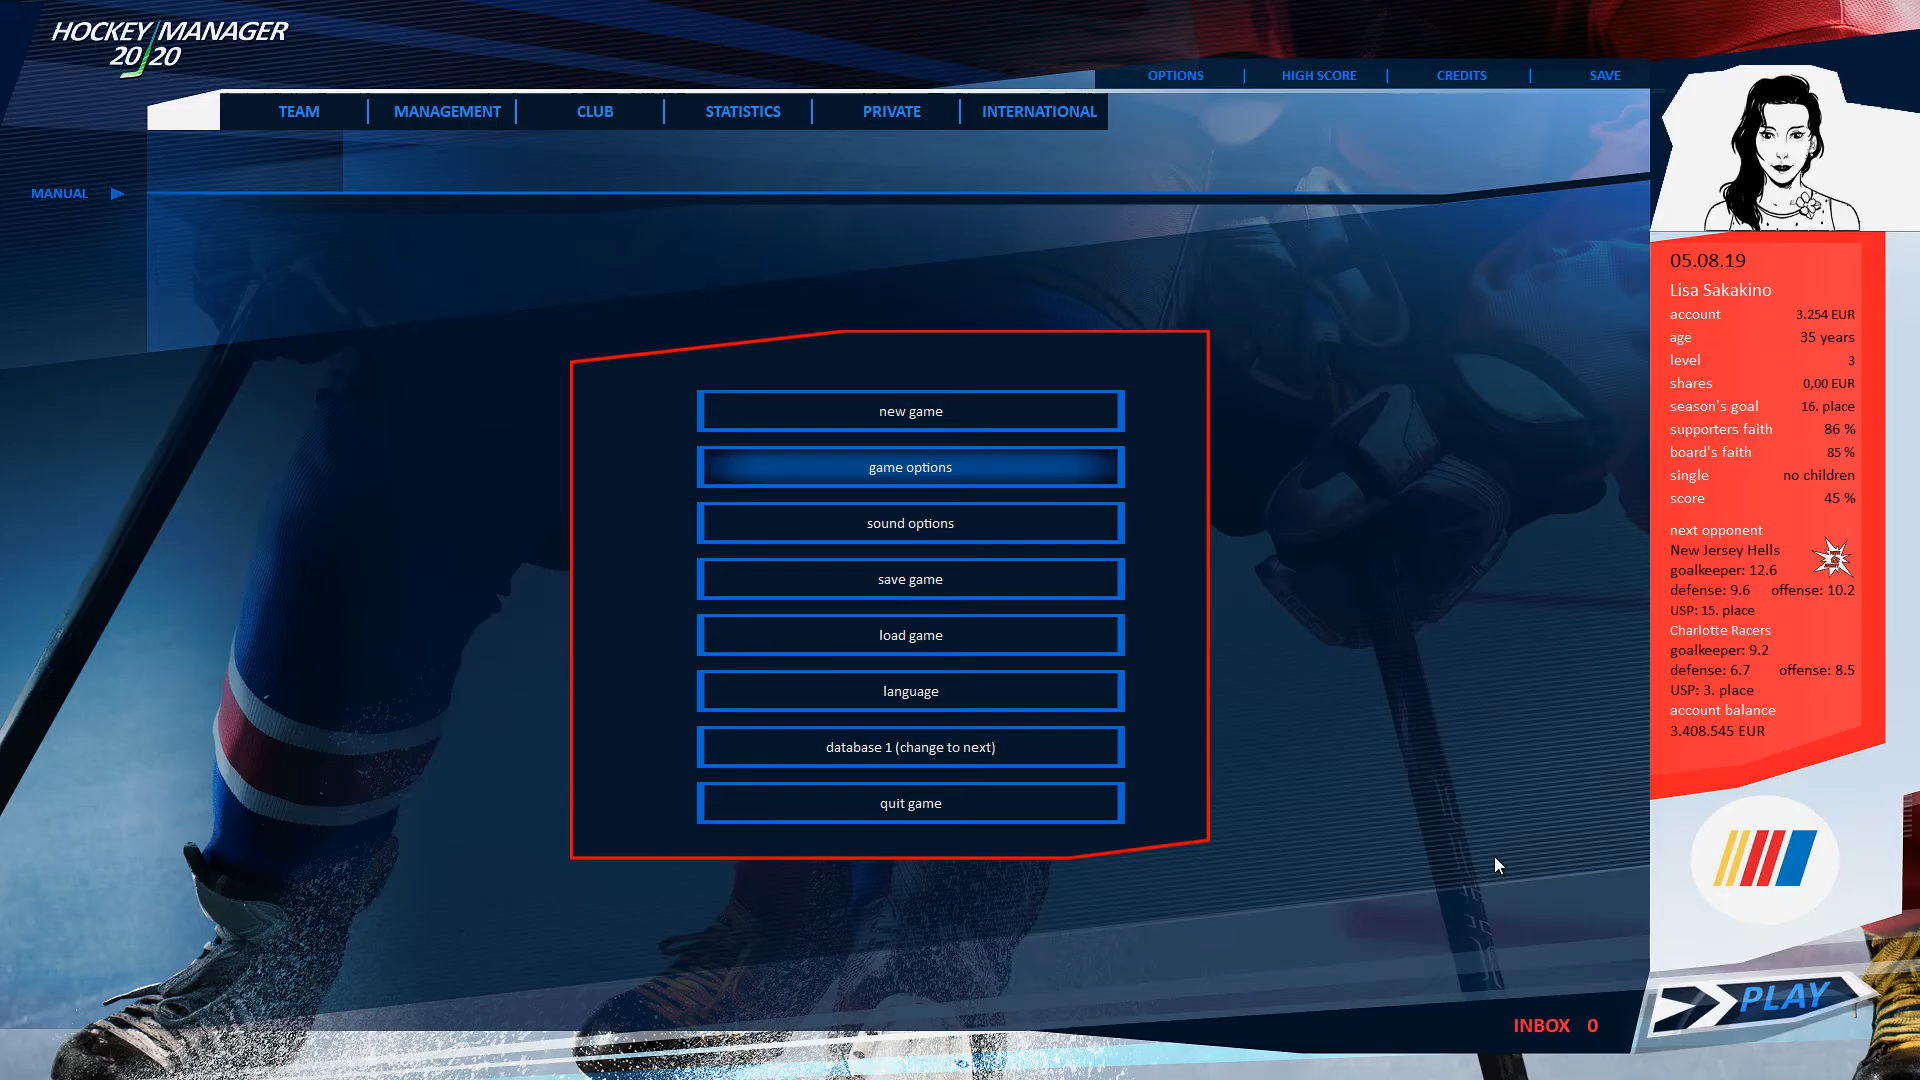 HOCKEY MANAGER
20 20
OPTIONS | HIGH SCORE | CREDITS | SAVE
TEAM | MANAGEMENT | CLUB | STATISTICS | PRIVATE | INTERNATIONAL
MANUAL
new game
game options
sound options
save game
load game
language
database 1 (change to next)
quit game
05.08.19
Lisa Sakakino
account 3.254 EUR
age 35 years
level 3
shares 0,00 EUR
season's goal 16. place
supporters faith 86 %
board's faith 85 %
single no children
score 45 %
next opponent
New Jersey Hells
goalkeeper: 12.6
defense: 9.6 offense: 10.2
USP: 15. place
Charlotte Racers
goalkeeper: 9.2
defense: 6.7 offense: 8.5
USP: 3. place
account balance
3.408.545 EUR
PLAY
INBOX 0